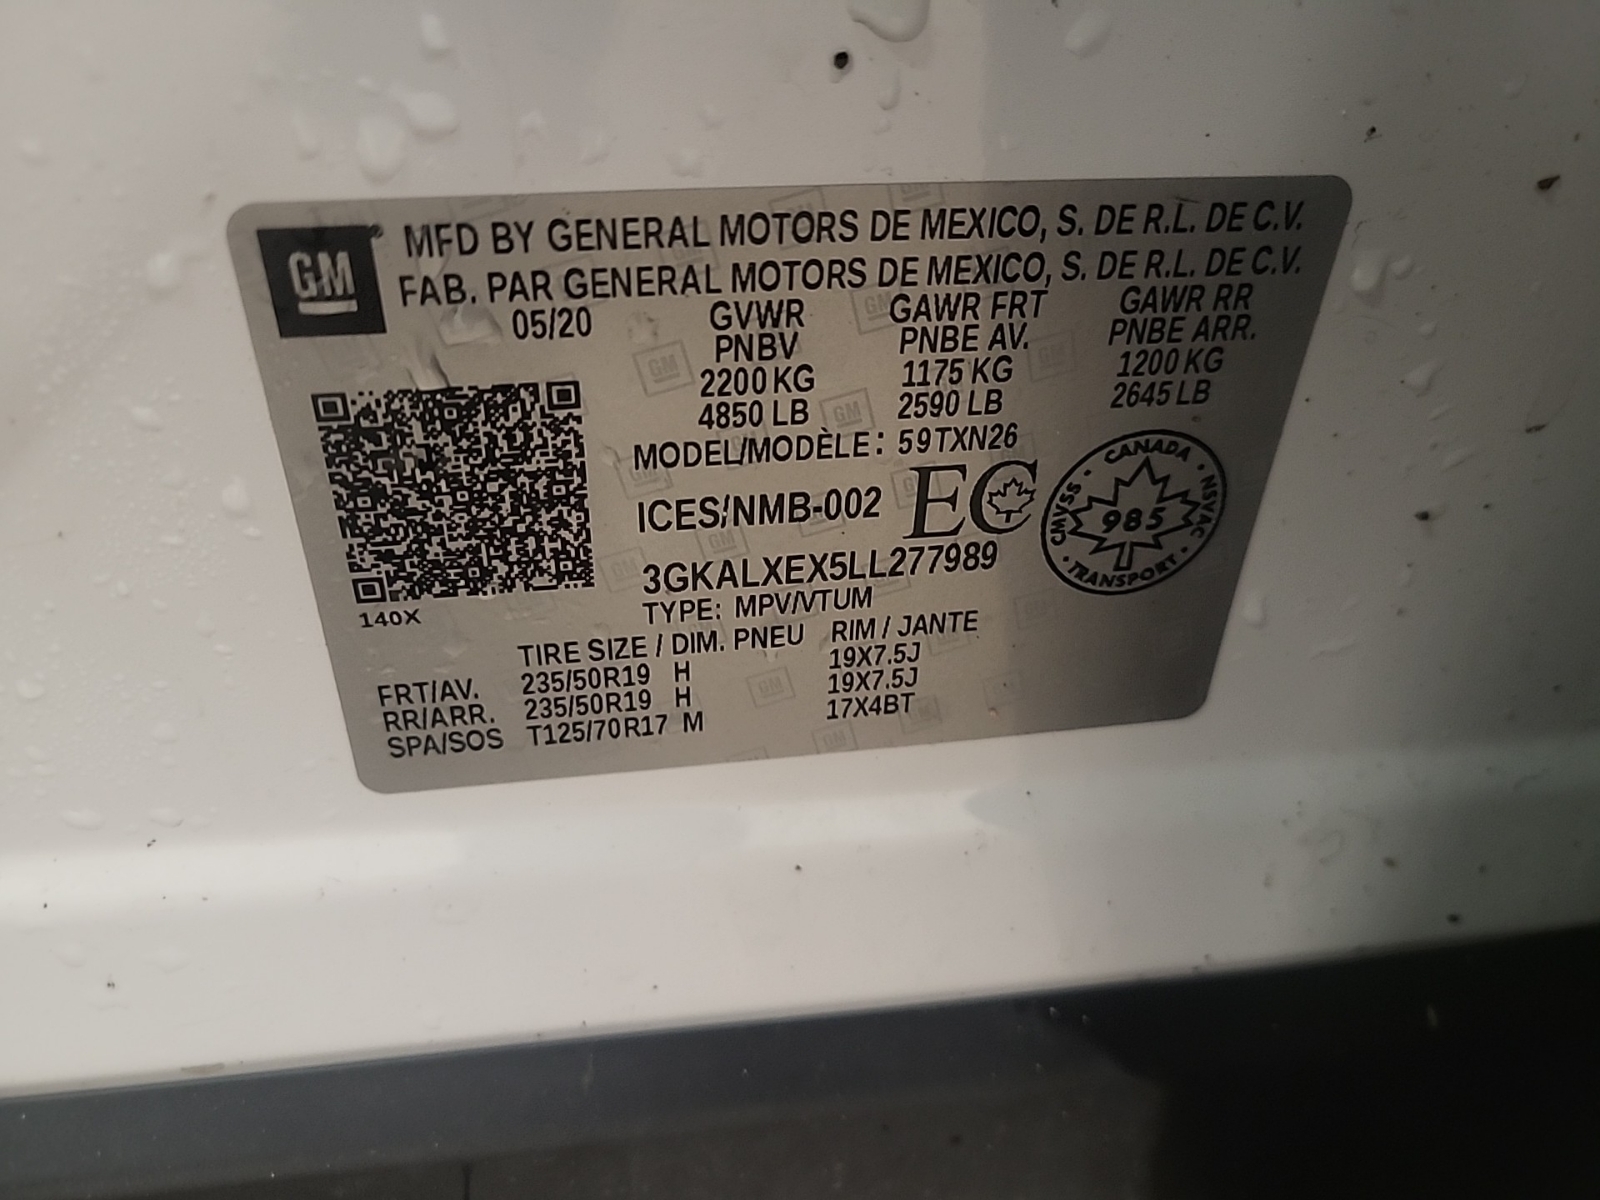 GM
MFD BY GENERAL MOTORS DE MEXICO, S. DE R.L. DE C.V.
FAB. PAR GENERAL MOTORS DE MEXICO, S. DE R.L. DE C.V.
05/20 GVWR GAWR FRT GAWR RR
PNBV PNBE AV. PNBE ARR.
2200 KG 1175 KG 1200 KG
4850 LB 2590 LB 2645 LB
MODEL/MODÈLE: 59TXN26
ICES/NMB-002 EC
CANADA · NSVAC · TRANSPORT · CMVSS ·
985
3GKALXEX5LL277989
140X
TYPE: MPV/VTUM
TIRE SIZE / DIM. PNEU RIM / JANTE
FRT/AV. 235/50R19 H 19X7.5J
RR/ARR. 235/50R19 H 19X7.5J
SPA/SOS T125/70R17 M 17X4BT